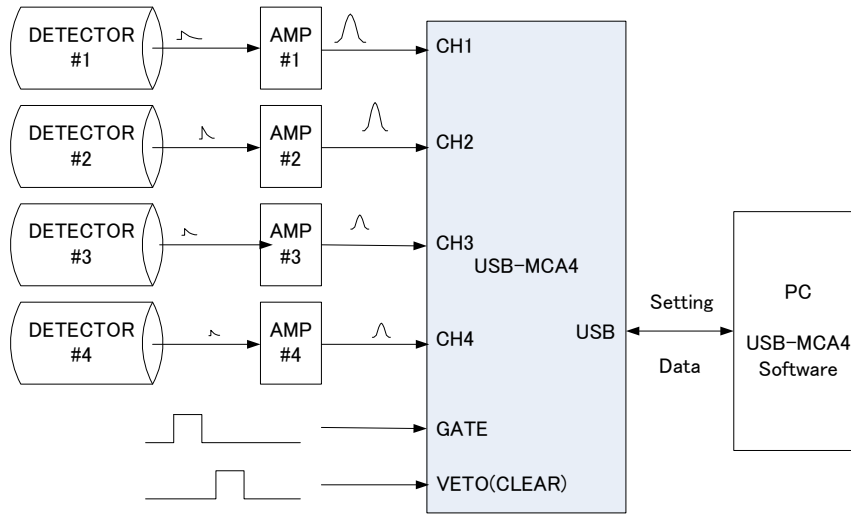 DETECTOR
#1
AMP
#1
CH1
DETECTOR
#2
AMP
#2
CH2
DETECTOR
#3
AMP
#3
CH3
USB-MCA4
DETECTOR
#4
AMP
#4
CH4
USB
Setting
Data
PC
USB-MCA4
Software
GATE
VETO(CLEAR)